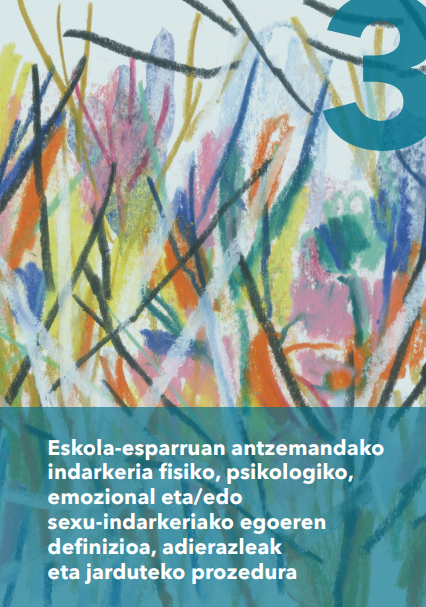 3
Eskola-esparruan antzemandako
indarkeria fisiko, psikologiko,
emozional eta/edo
sexu-indarkeriako egoeren
definizioa, adierazleak
eta jarduteko prozedura